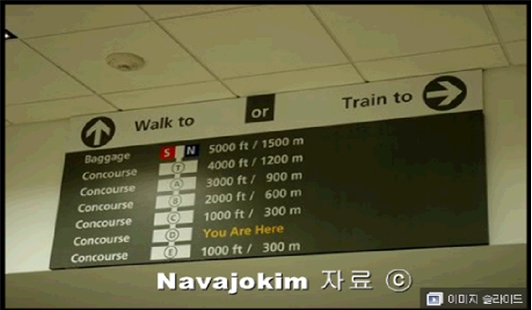 Walk to or Train to
Baggage S N 5000 ft / 1500 m
Concourse T 4000 ft / 1200 m
Concourse A 3000 ft / 900 m
Concourse B 2000 ft / 600 m
Concourse C 1000 ft / 300 m
Concourse D You Are Here
Concourse E 1000 ft / 300 m
Navajokim 자료 ⓒ
이미지 슬라이드